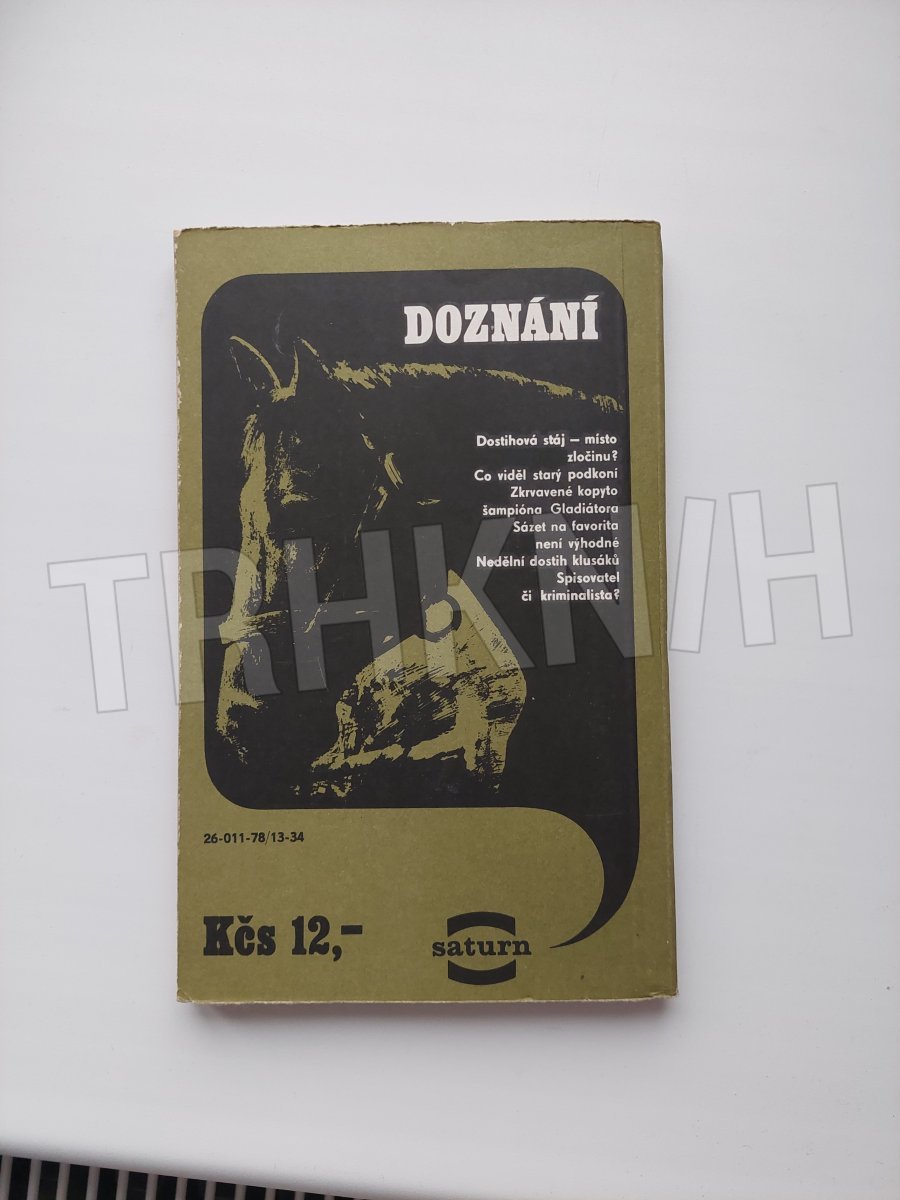 DOZNÁNÍ
Dostihová stáj – místo
zločinu?
Co viděl starý podkoní
Zkrvavené kopyto
šampióna Gladiátora
Sázet na favorita
není výhodné
Nedělní dostih klusáků
Spisovatel
či kriminalista?
TRHKNIH
26-011-78/13-34
Kčs 12,-
saturn